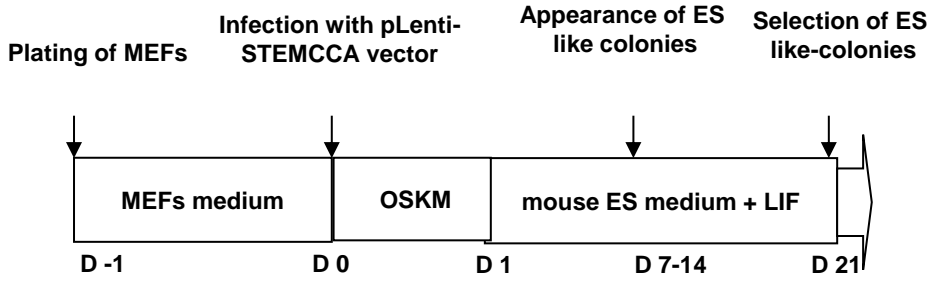 Plating of MEFs
Infection with pLenti-
STEMCCA vector
Appearance of ES
like colonies
Selection of ES
like-colonies
MEFs medium
OSKM
mouse ES medium + LIF
D -1
D 0
D 1
D 7-14
D 21